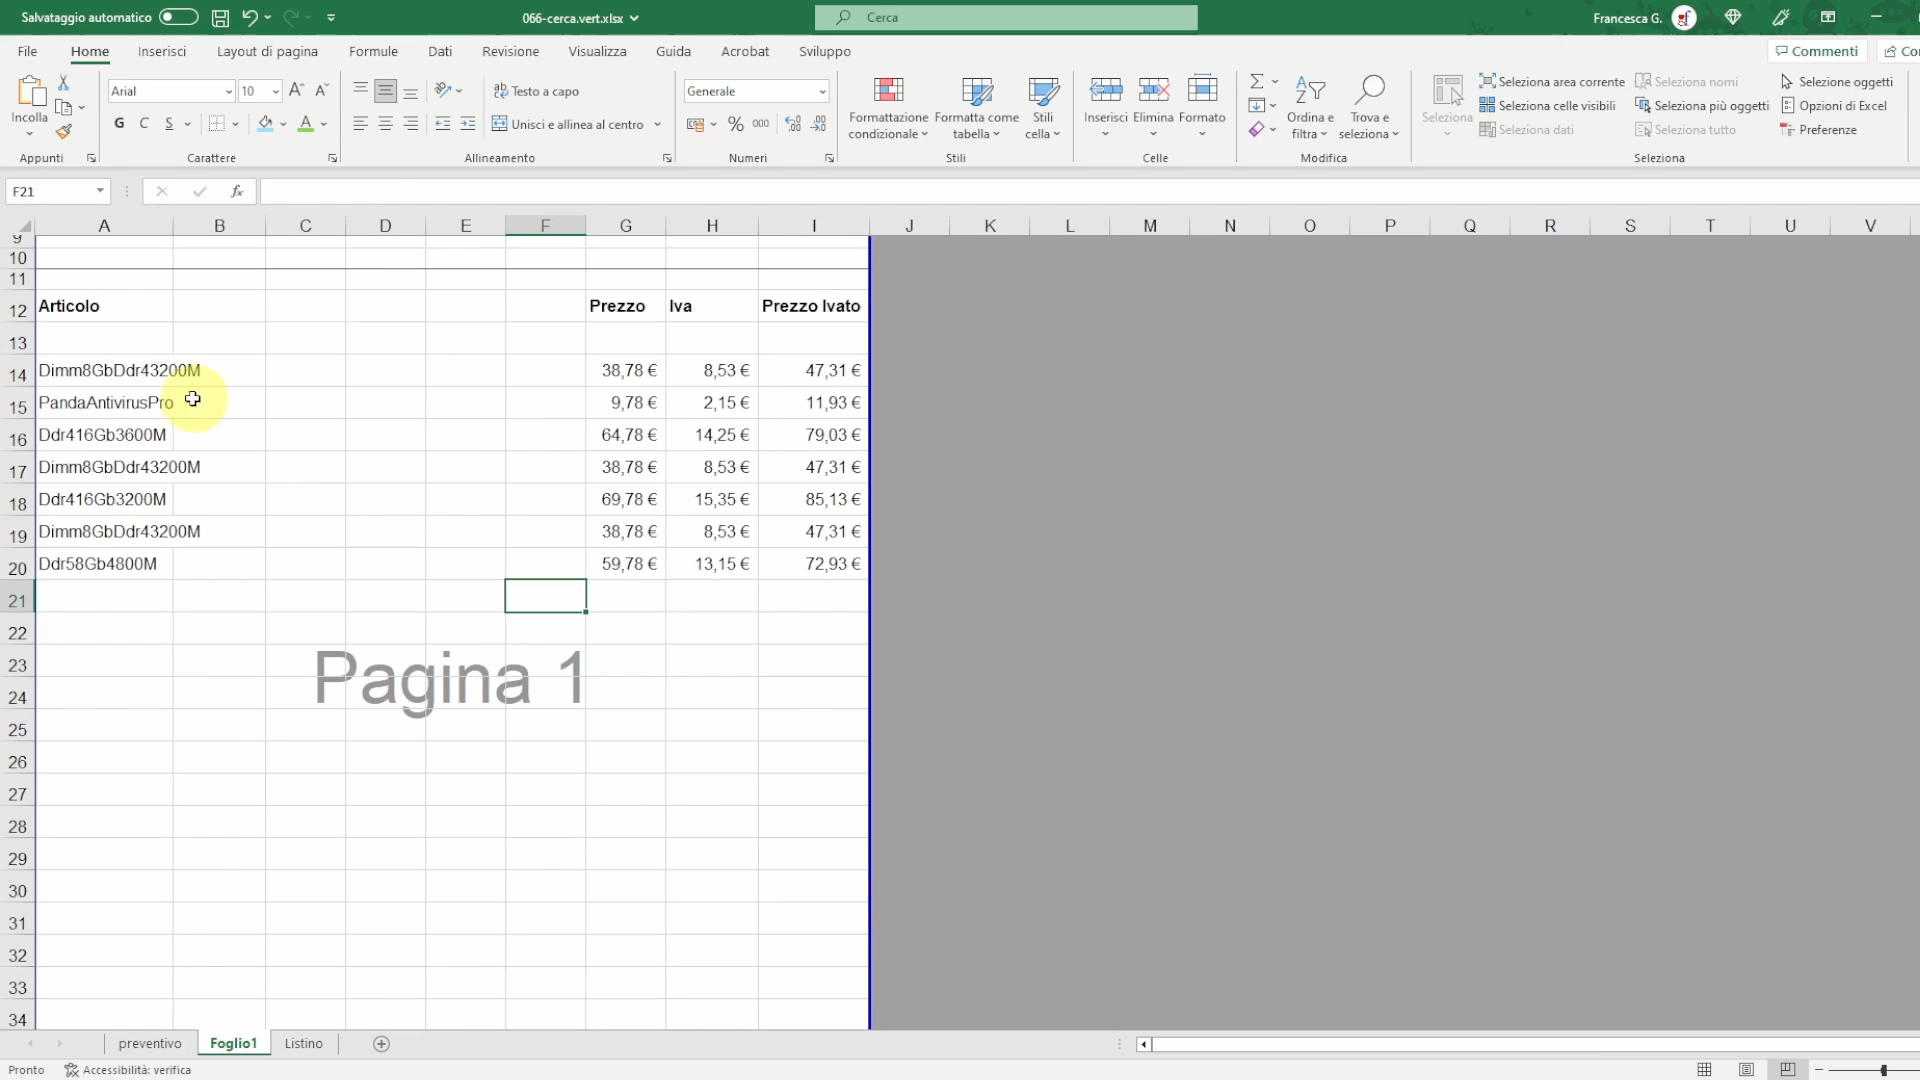 Salvataggio automatico 066-cerca.vert.xlsx Cerca Francesca G.
File Home Inserisci Layout di pagina Formule Dati Revisione Visualizza Guida Acrobat Sviluppo Commenti
Incolla Arial 10 Testo a capo Generale
G C S Unisci e allinea al centro % 000
Formattazione condizionale Formatta come tabella Stili cella Inserisci Elimina Formato Ordina e filtra Trova e seleziona Seleziona
Seleziona area corrente Seleziona nomi Selezione oggetti
Seleziona celle visibili Seleziona più oggetti Opzioni di Excel
Seleziona dati Seleziona tutto Preferenze
Appunti Carattere Allineamento Numeri Stili Celle Modifica Seleziona
F21 fx
A B C D E F G H I J K L M N O P Q R S T U V
9
10
11
12 Articolo Prezzo Iva Prezzo Ivato
13
14 Dimm8GbDdr43200M 38,78 € 8,53 € 47,31 €
15 PandaAntivirusPro 9,78 € 2,15 € 11,93 €
16 Ddr416Gb3600M 64,78 € 14,25 € 79,03 €
17 Dimm8GbDdr43200M 38,78 € 8,53 € 47,31 €
18 Ddr416Gb3200M 69,78 € 15,35 € 85,13 €
19 Dimm8GbDdr43200M 38,78 € 8,53 € 47,31 €
20 Ddr58Gb4800M 59,78 € 13,15 € 72,93 €
21
22
23
Pagina 1
24
25
26
27
28
29
30
31
32
33
34
preventivo Foglio1 Listino
Pronto Accessibilità: verifica